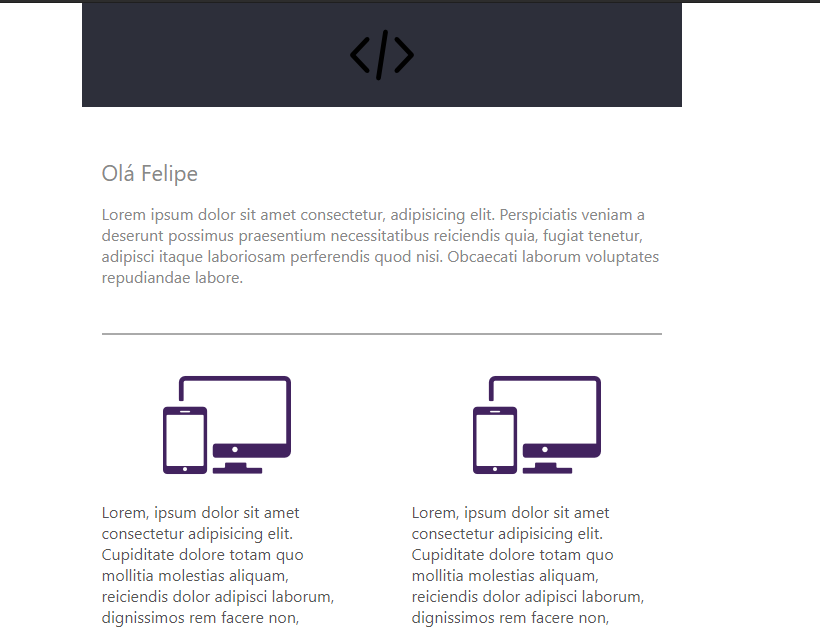 </>
Olá Felipe
Lorem ipsum dolor sit amet consectetur, adipisicing elit. Perspiciatis veniam a
deserunt possimus praesentium necessitatibus reiciendis quia, fugiat tenetur,
adipisci itaque laboriosam perferendis quod nisi. Obcaecati laborum voluptates
repudiandae labore.
Lorem, ipsum dolor sit amet
consectetur adipisicing elit.
Cupiditate dolore totam quo
mollitia molestias aliquam,
reiciendis dolor adipisci laborum,
dignissimos rem facere non,
Lorem, ipsum dolor sit amet
consectetur adipisicing elit.
Cupiditate dolore totam quo
mollitia molestias aliquam,
reiciendis dolor adipisci laborum,
dignissimos rem facere non,